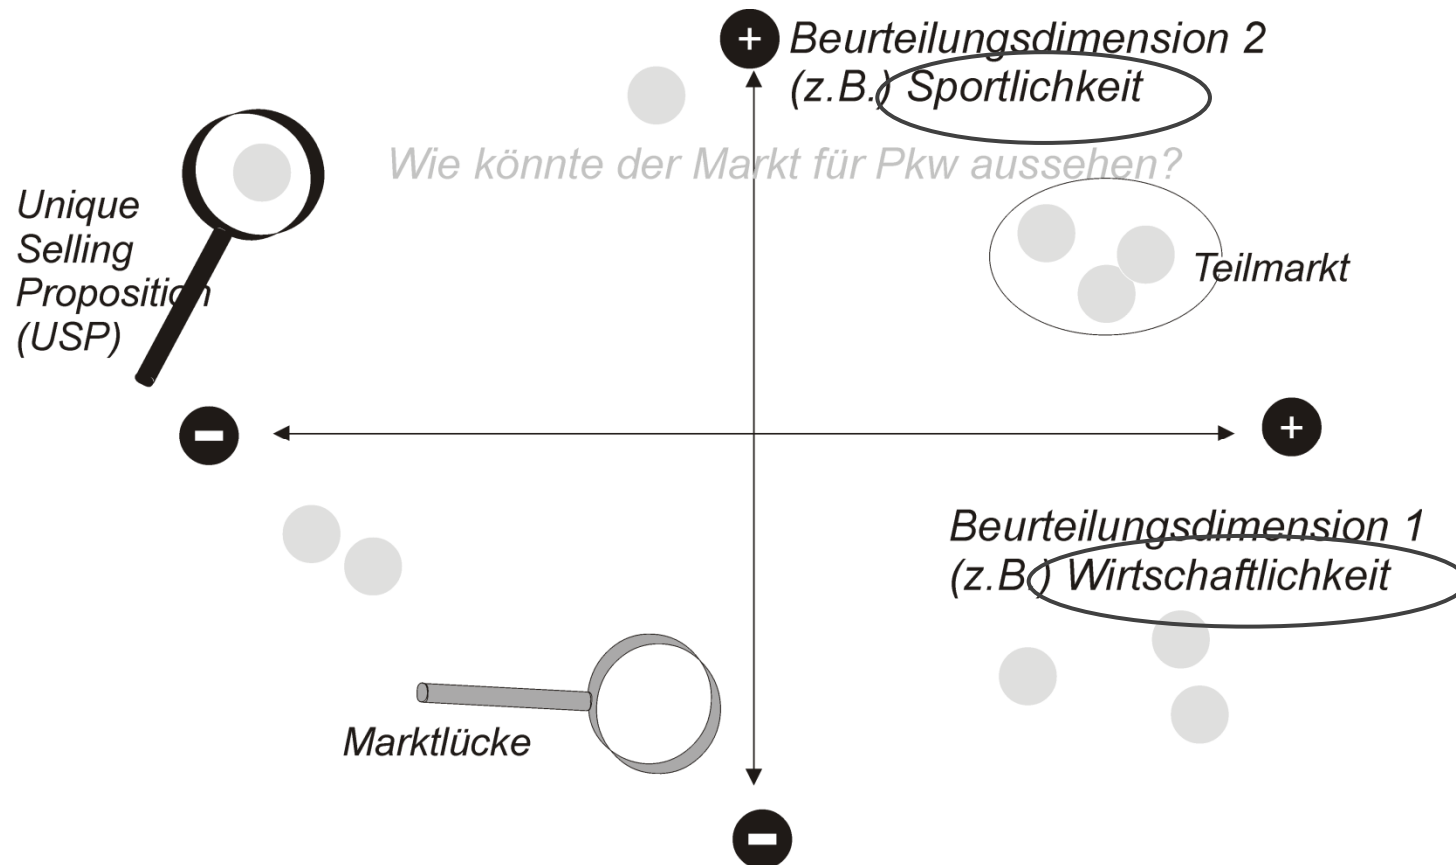 +
Beurteilungsdimension 2
(z.B.) Sportlichkeit
Wie könnte der Markt für Pkw aussehen?
Unique
Selling
Proposition
(USP)
Teilmarkt
-
+
Beurteilungsdimension 1
(z.B.) Wirtschaftlichkeit
Marktlücke
-